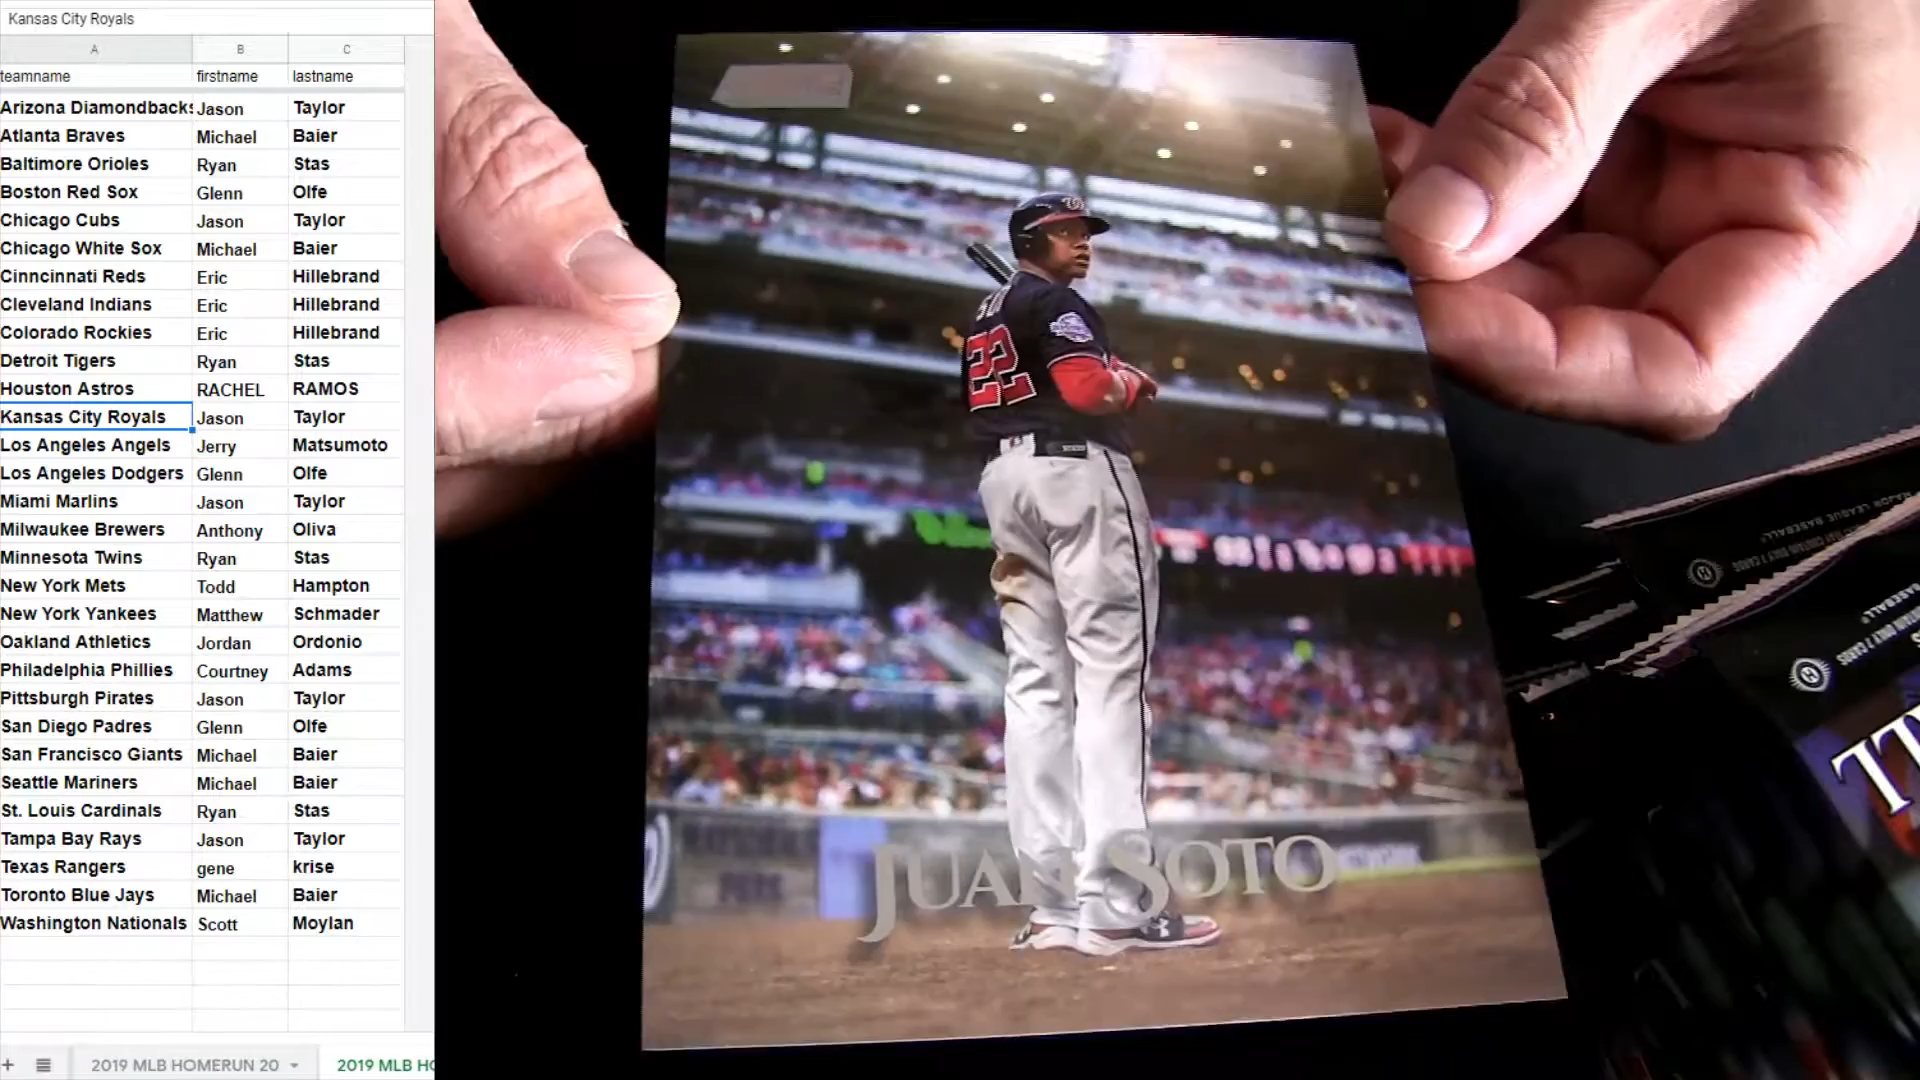 Kansas City Royals
A B C
teamname firstname lastname
Arizona Diamondbacks Jason Taylor
Atlanta Braves Michael Baier
Baltimore Orioles Ryan Stas
Boston Red Sox Glenn Olfe
Chicago Cubs Jason Taylor
Chicago White Sox Michael Baier
Cinncinnati Reds Eric Hillebrand
Cleveland Indians Eric Hillebrand
Colorado Rockies Eric Hillebrand
Detroit Tigers Ryan Stas
Houston Astros RACHEL RAMOS
Kansas City Royals Jason Taylor
Los Angeles Angels Jerry Matsumoto
Los Angeles Dodgers Glenn Olfe
Miami Marlins Jason Taylor
Milwaukee Brewers Anthony Oliva
Minnesota Twins Ryan Stas
New York Mets Todd Hampton
New York Yankees Matthew Schmader
Oakland Athletics Jordan Ordonio
Philadelphia Phillies Courtney Adams
Pittsburgh Pirates Jason Taylor
San Diego Padres Glenn Olfe
San Francisco Giants Michael Baier
Seattle Mariners Michael Baier
St. Louis Cardinals Ryan Stas
Tampa Bay Rays Jason Taylor
Texas Rangers gene krise
Toronto Blue Jays Michael Baier
Washington Nationals Scott Moylan
2019 MLB HOMERUN 20
2019 MLB HO
22
JUAN SOTO
MAJOR LEAGUE BASEBALL